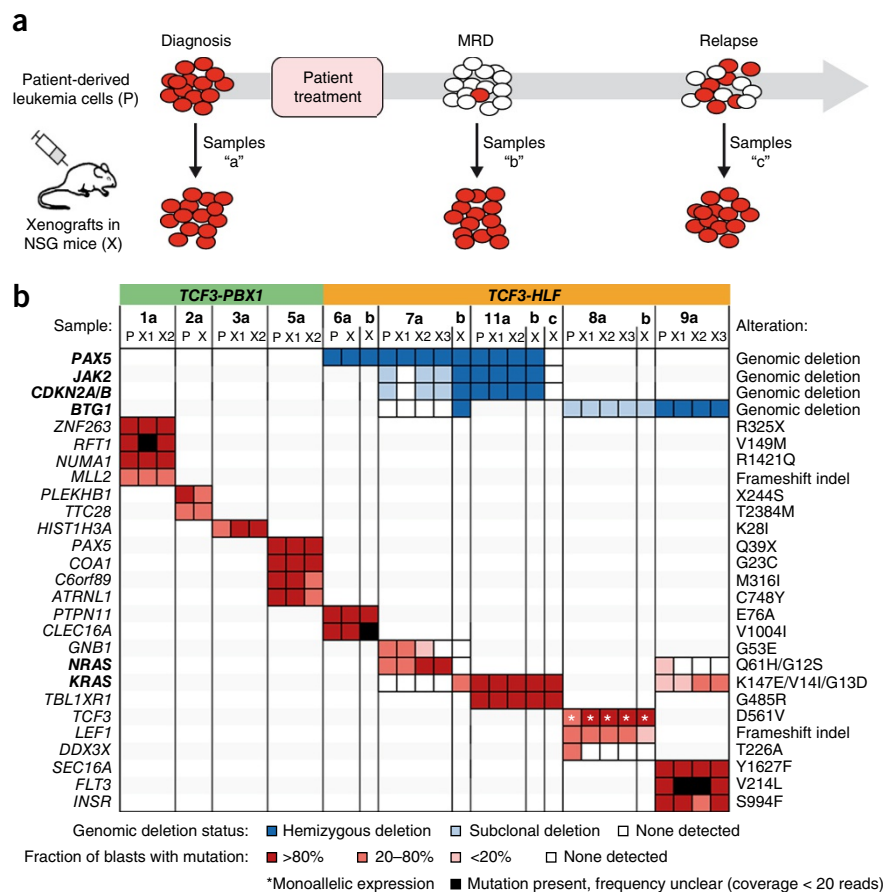 a
Diagnosis
MRD
Relapse
Patient-derived
leukemia cells (P)
Patient
treatment
Samples
"a"
Samples
"b"
Samples
"c"
Xenografts in
NSG mice (X)
b
TCF3-PBX1 TCF3-HLF
Sample: 1a 2a 3a 5a 6a b 7a b 11a b c 8a b 9a Alteration:
P X1 X2 P X P X1 X2 P X1 X2 P X X P X1 X2 X3 X P X1 X2 X X P X1 X2 X3 X P X1 X2 X3
PAX5 Genomic deletion
JAK2 Genomic deletion
CDKN2A/B Genomic deletion
BTG1 Genomic deletion
ZNF263 R325X
RFT1 V149M
NUMA1 R1421Q
MLL2 Frameshift indel
PLEKHB1 X244S
TTC28 T2384M
HIST1H3A K28I
PAX5 Q39X
COA1 G23C
C6orf89 M316I
ATRNL1 C748Y
PTPN11 E76A
CLEC16A V1004I
GNB1 G53E
NRAS Q61H/G12S
KRAS K147E/V14I/G13D
TBL1XR1 G485R
TCF3 * * * * * D561V
LEF1 Frameshift indel
DDX3X T226A
SEC16A Y1627F
FLT3 V214L
INSR S994F
Genomic deletion status: Hemizygous deletion Subclonal deletion None detected
Fraction of blasts with mutation: >80% 20–80% <20% None detected
*Monoallelic expression Mutation present, frequency unclear (coverage < 20 reads)